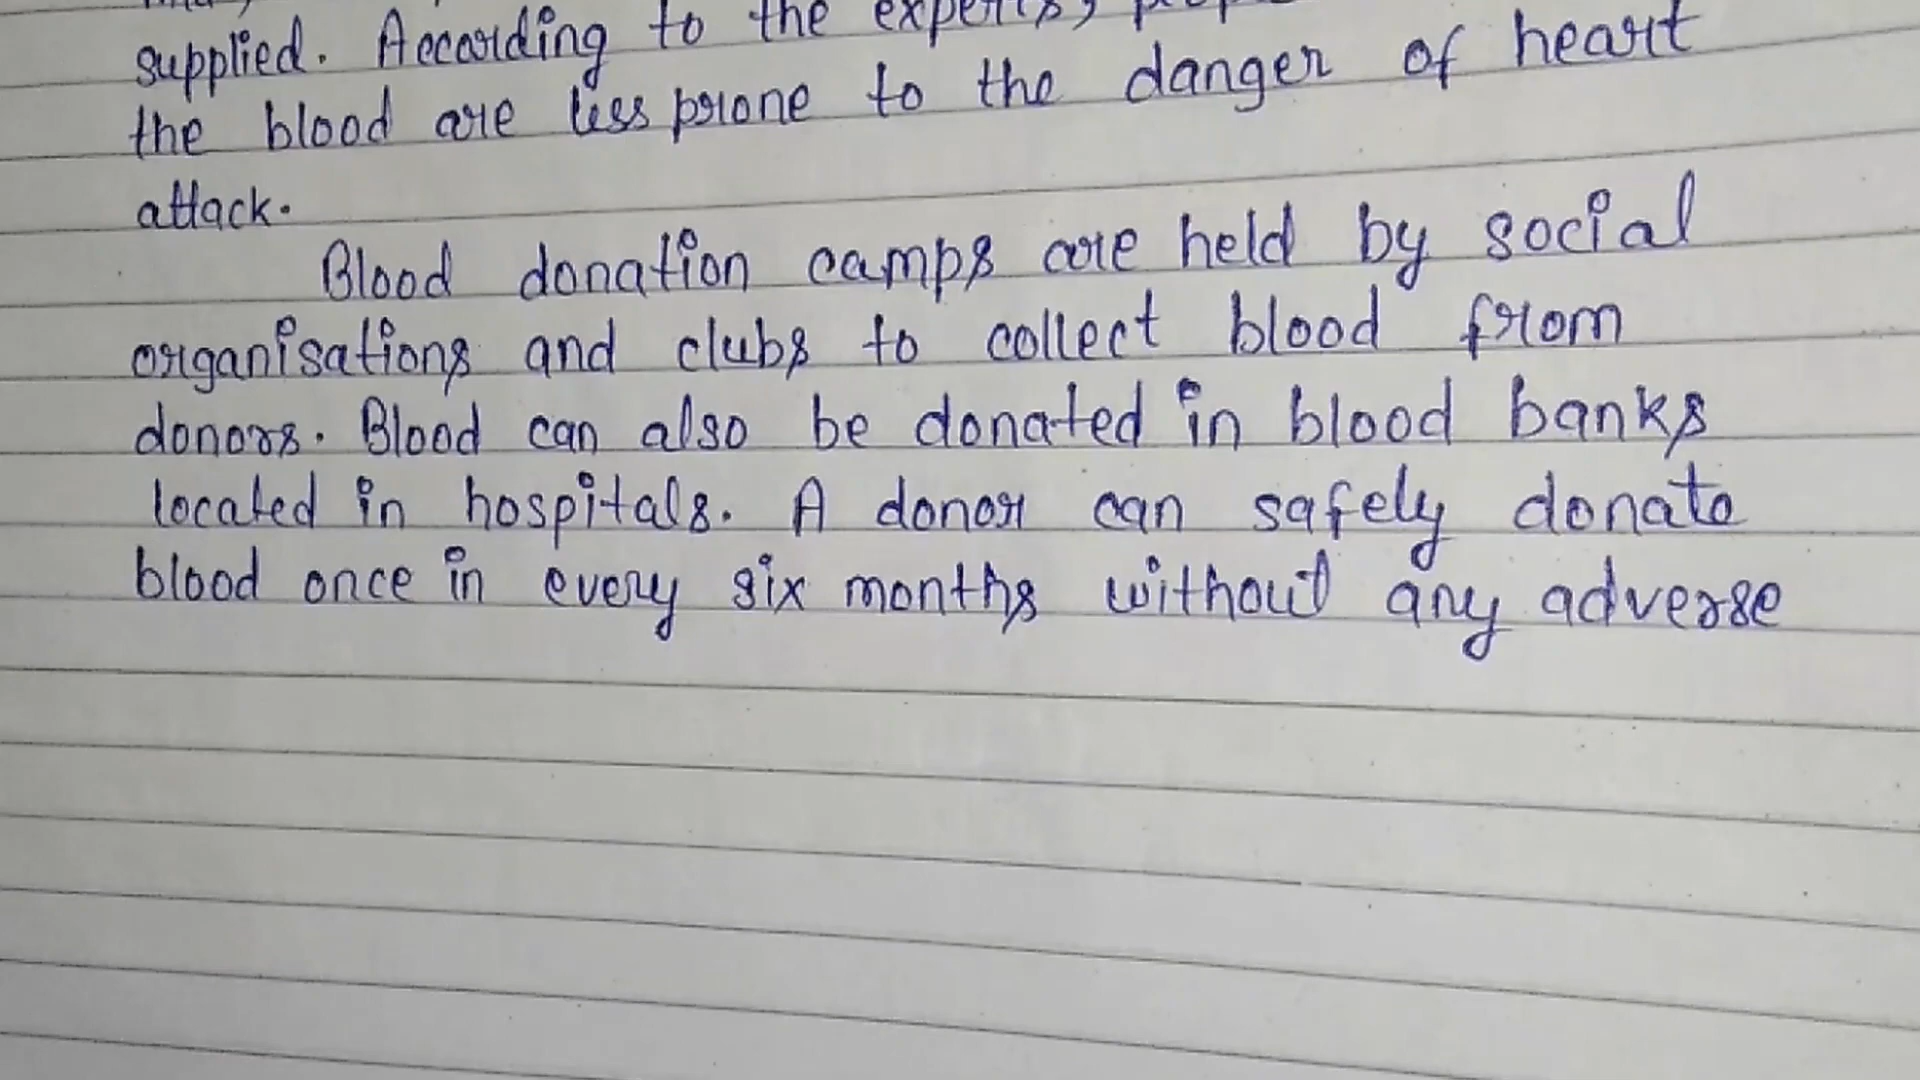 supplied. According to the experts,
the blood are less prone to the danger of heart
attack.
Blood donation camps are held by social
organisations and clubs to collect blood from
donors. Blood can also be donated in blood banks
located in hospitals. A donor can safely donate
blood once in every six months without any adverse